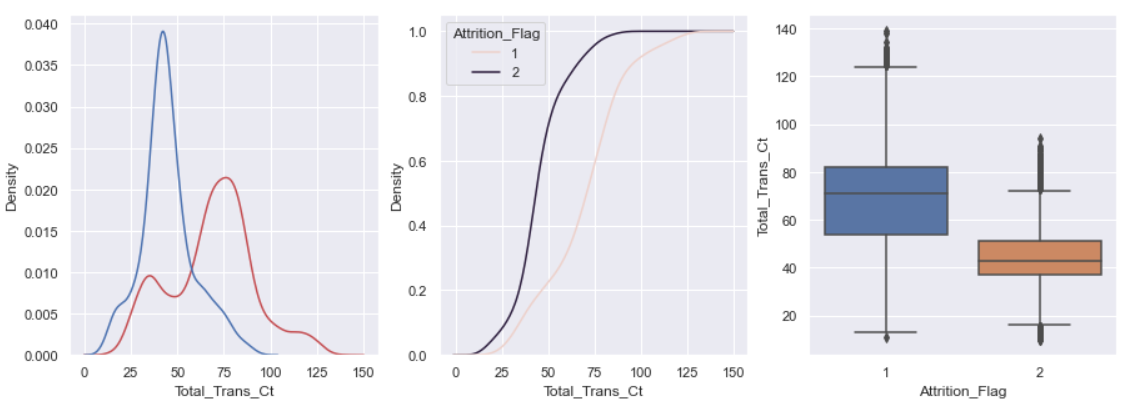 0.040
0.035
0.030
0.025
0.020
0.015
0.010
0.005
0.000
Density
0 25 50 75 100 125 150
Total_Trans_Ct
Attrition_Flag
1
2
1.0
0.8
0.6
0.4
0.2
0.0
Density
0 25 50 75 100 125 150
Total_Trans_Ct
140
120
100
80
60
40
20
Total_Trans_Ct
1 2
Attrition_Flag